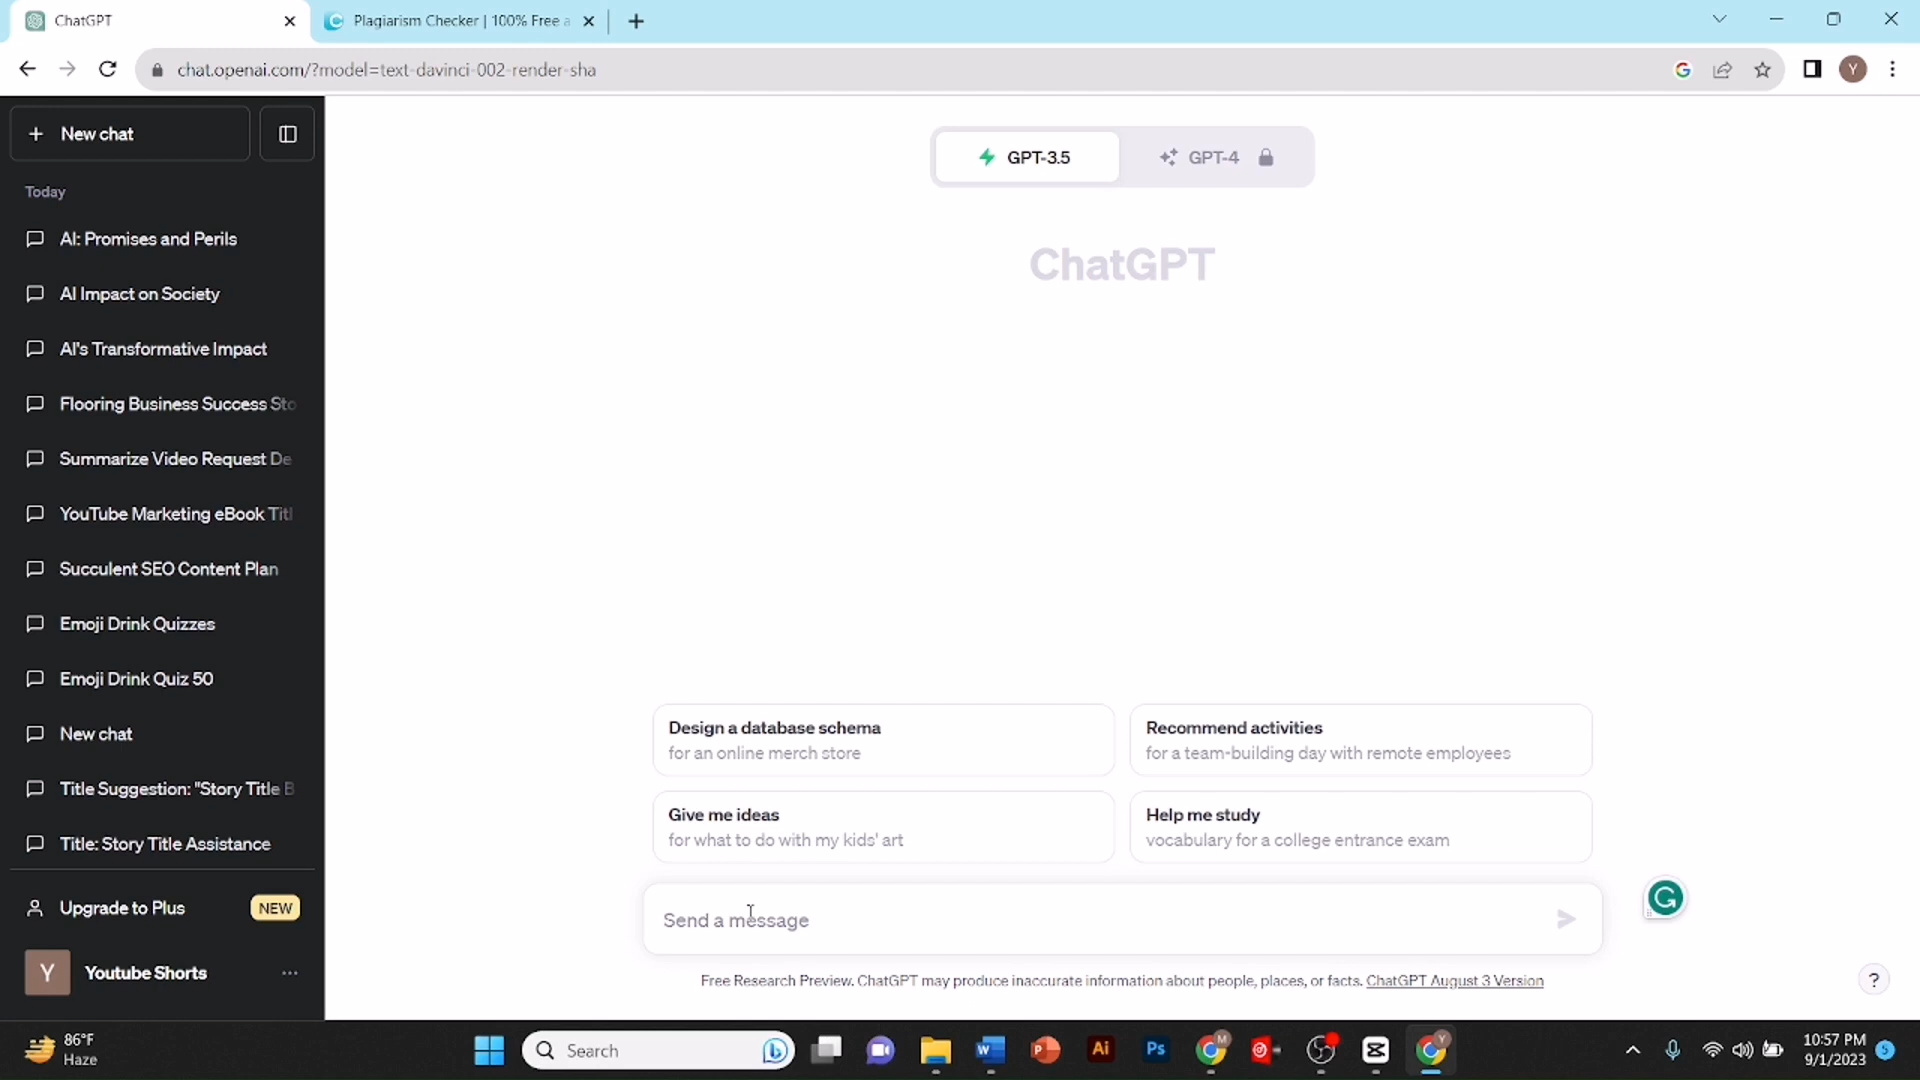 ChatGPT
Plagiarism Checker | 100% Free a
chat.openai.com/?model=text-davinci-002-render-sha
Y
New chat
Today
AI: Promises and Perils
AI Impact on Society
AI's Transformative Impact
Flooring Business Success Sto
Summarize Video Request De
YouTube Marketing eBook Titl
Succulent SEO Content Plan
Emoji Drink Quizzes
Emoji Drink Quiz 50
New chat
Title Suggestion: "Story Title B
Title: Story Title Assistance
Upgrade to Plus
NEW
Y
Youtube Shorts
GPT-3.5
GPT-4
ChatGPT
Design a database schema
for an online merch store
Recommend activities
for a team-building day with remote employees
Give me ideas
for what to do with my kids' art
Help me study
vocabulary for a college entrance exam
Send a message
Free Research Preview. ChatGPT may produce inaccurate information about people, places, or facts. ChatGPT August 3 Version
?
86°F
Haze
Search
Ai
Ps
M
Y
10:57 PM
9/1/2023
5